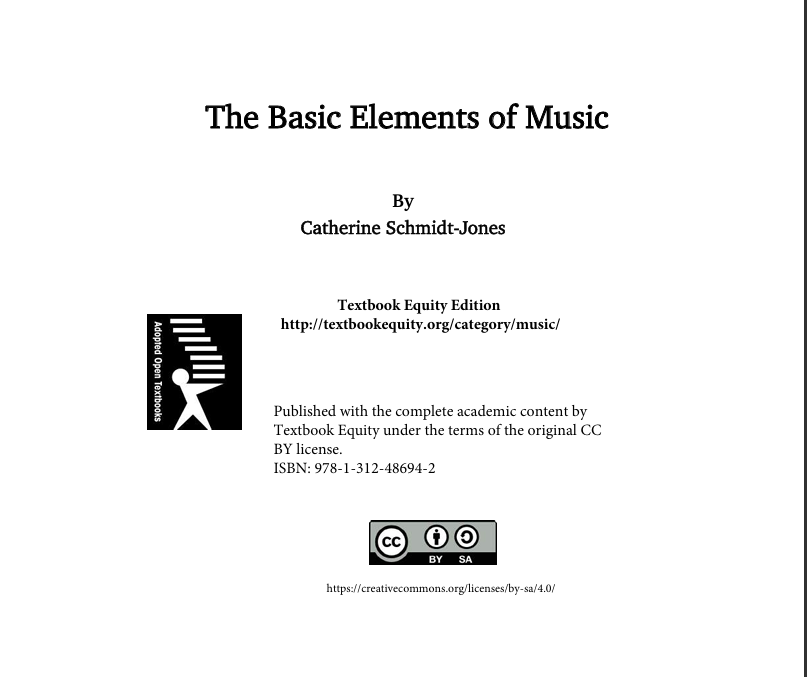 The Basic Elements of Music
By
Catherine Schmidt-Jones
Textbook Equity Edition
http://textbookequity.org/category/music/
Adopted Open Textbooks
Published with the complete academic content by
Textbook Equity under the terms of the original CC
BY license.
ISBN: 978-1-312-48694-2
cc
BY SA
https://creativecommons.org/licenses/by-sa/4.0/